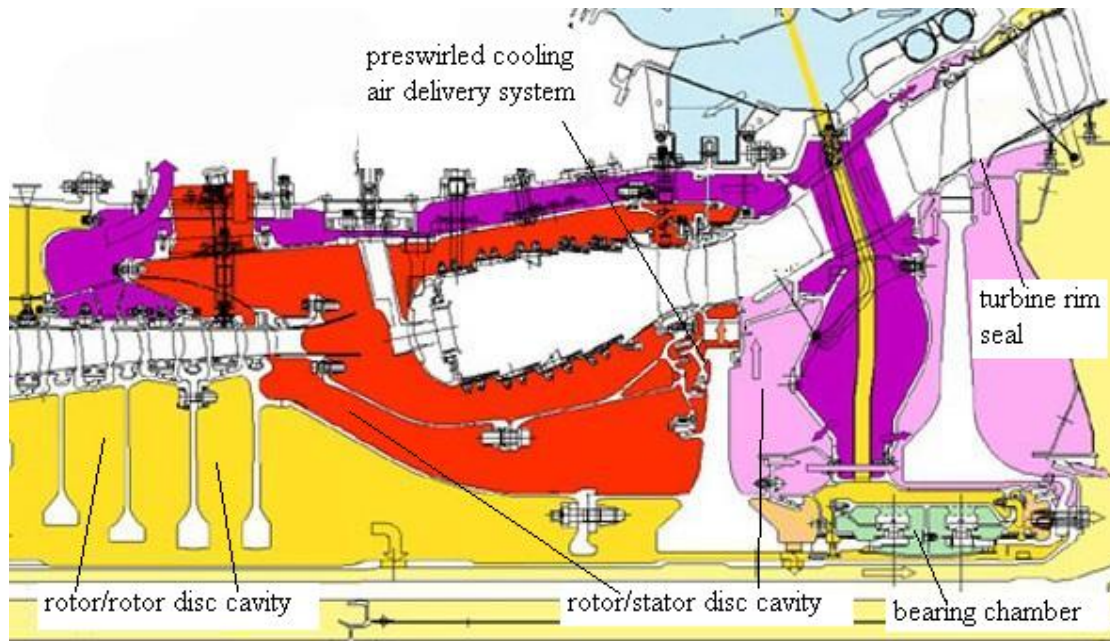 preswirled cooling
air delivery system
turbine rim
seal
rotor/rotor disc cavity
rotor/stator disc cavity
bearing chamber